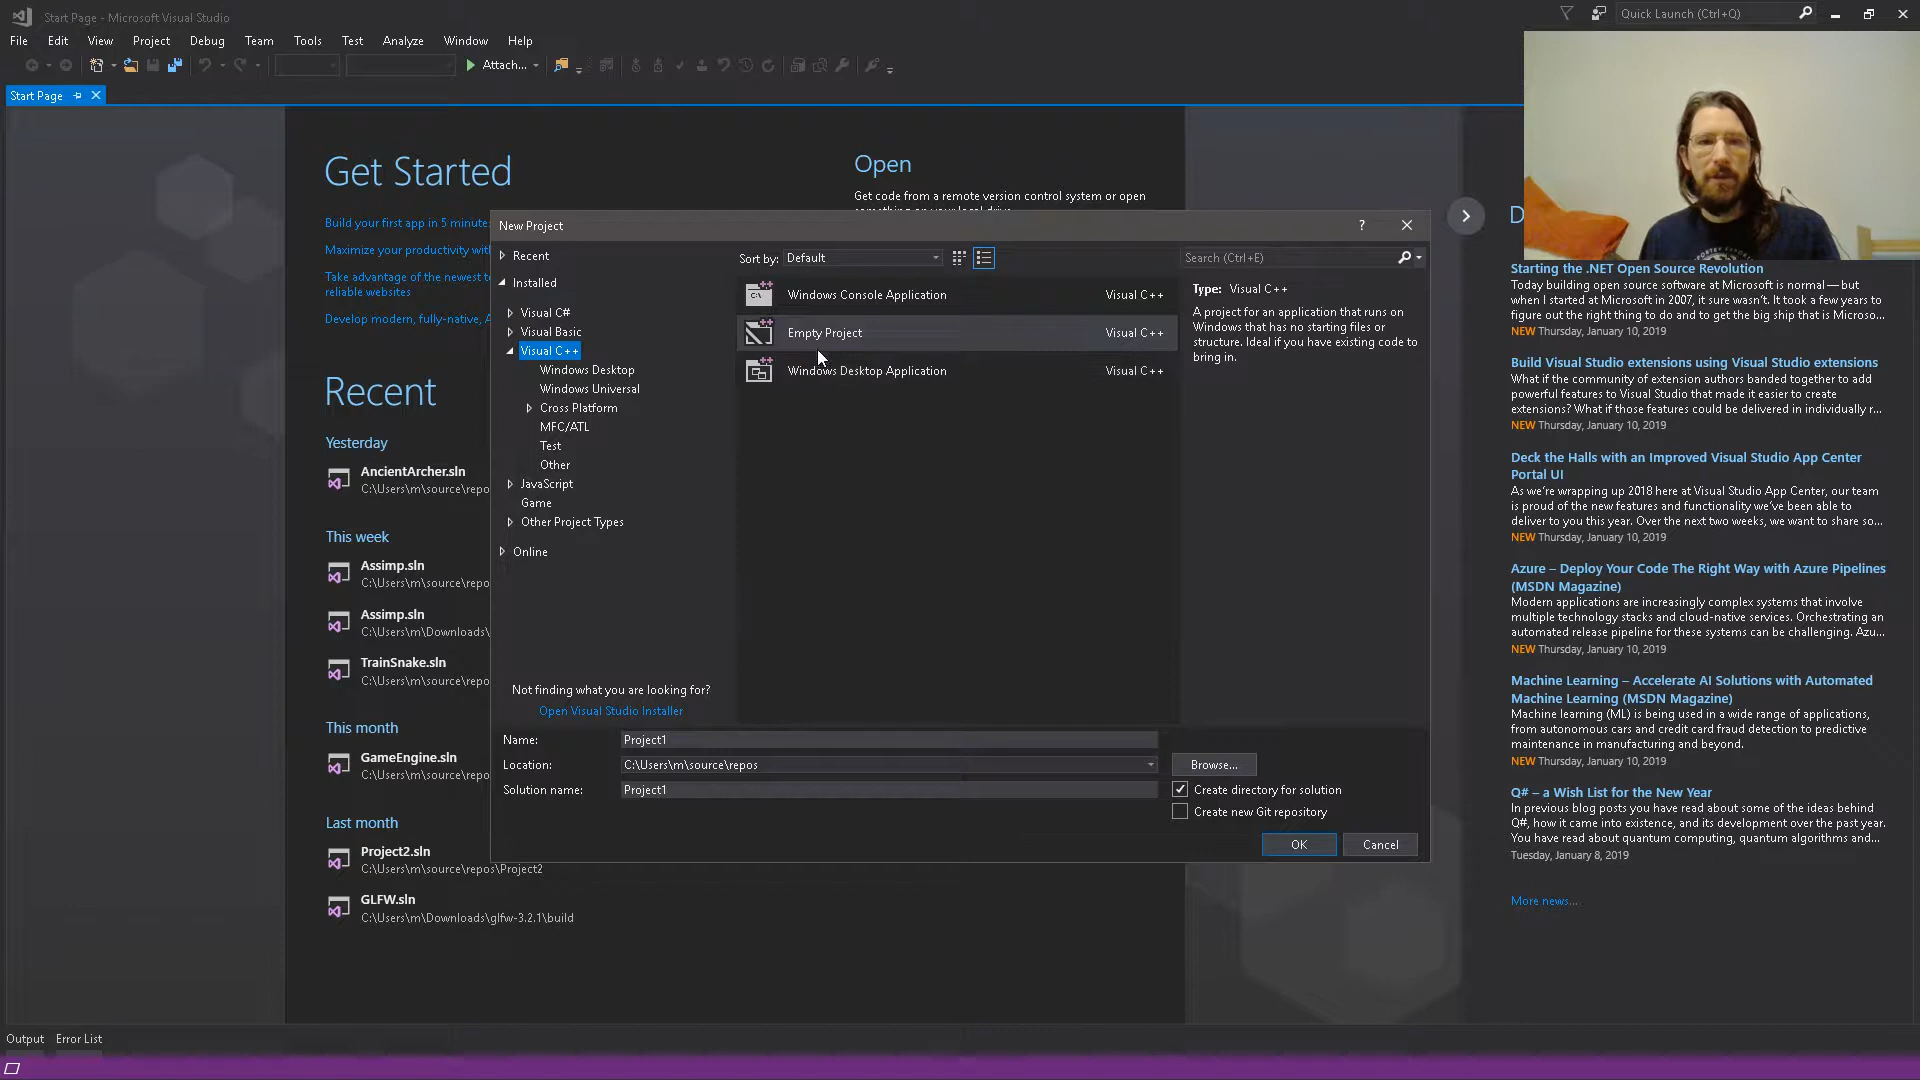 Start Page - Microsoft Visual Studio
Quick Launch (Ctrl+Q)
File Edit View Project Debug Team Tools Test Analyze Window Help
Attach...
Start Page
Get Started
Build your first app in 5 minute
Maximize your productivity wit
Take advantage of the newest t
reliable websites
Develop modern, fully-native, A
Recent
Yesterday
AncientArcher.sln
C:\Users\m\source\repo
This week
Assimp.sln
C:\Users\m\source\repo
Assimp.sln
C:\Users\m\Downloads\
TrainSnake.sln
C:\Users\m\source\repo
This month
GameEngine.sln
C:\Users\m\source\repo
Last month
Project2.sln
C:\Users\m\source\repos\Project2
GLFW.sln
C:\Users\m\Downloads\glfw-3.2.1\build
Open
Get code from a remote version control system or open
New Project
?
Recent
Installed
Visual C#
Visual Basic
Visual C++
Windows Desktop
Windows Universal
Cross Platform
MFC/ATL
Test
Other
JavaScript
Game
Other Project Types
Online
Not finding what you are looking for?
Open Visual Studio Installer
Sort by: Default
Search (Ctrl+E)
Windows Console Application Visual C++
Empty Project Visual C++
Windows Desktop Application Visual C++
Type: Visual C++
A project for an application that runs on
Windows that has no starting files or
structure. Ideal if you have existing code to
bring in.
Name: Project1
Location: C:\Users\m\source\repos
Browse...
Solution name: Project1
Create directory for solution
Create new Git repository
OK Cancel
D
Starting the .NET Open Source Revolution
Today building open source software at Microsoft is normal—but
when I started at Microsoft in 2007, it sure wasn't. It took a few years to
figure out the right thing to do and to get the big ship that is Microso...
NEW Thursday, January 10, 2019
Build Visual Studio extensions using Visual Studio extensions
What if the community of extension authors banded together to add
powerful features to Visual Studio that made it easier to create
extensions? What if those features could be delivered in individually r...
NEW Thursday, January 10, 2019
Deck the Halls with an Improved Visual Studio App Center
Portal UI
As we're wrapping up 2018 here at Visual Studio App Center, our team
is proud of the new features and functionality we've been able to
deliver to you this year. Over the next two weeks, we want to share so...
NEW Thursday, January 10, 2019
Azure – Deploy Your Code The Right Way with Azure Pipelines
(MSDN Magazine)
Modern applications are increasingly complex systems that involve
multiple technology stacks and cloud-native services. Orchestrating an
automated release pipeline for these systems can be challenging. Azu...
NEW Thursday, January 10, 2019
Machine Learning – Accelerate AI Solutions with Automated
Machine Learning (MSDN Magazine)
Machine learning (ML) is being used in a wide range of applications,
from autonomous cars and credit card fraud detection to predictive
maintenance in manufacturing and beyond.
NEW Thursday, January 10, 2019
Q# – a Wish List for the New Year
In previous blog posts you have read about some of the ideas behind
Q#, how it came into existence, and its development over the past year.
You have read about quantum computing, quantum algorithms and...
Tuesday, January 8, 2019
More news...
Output Error List